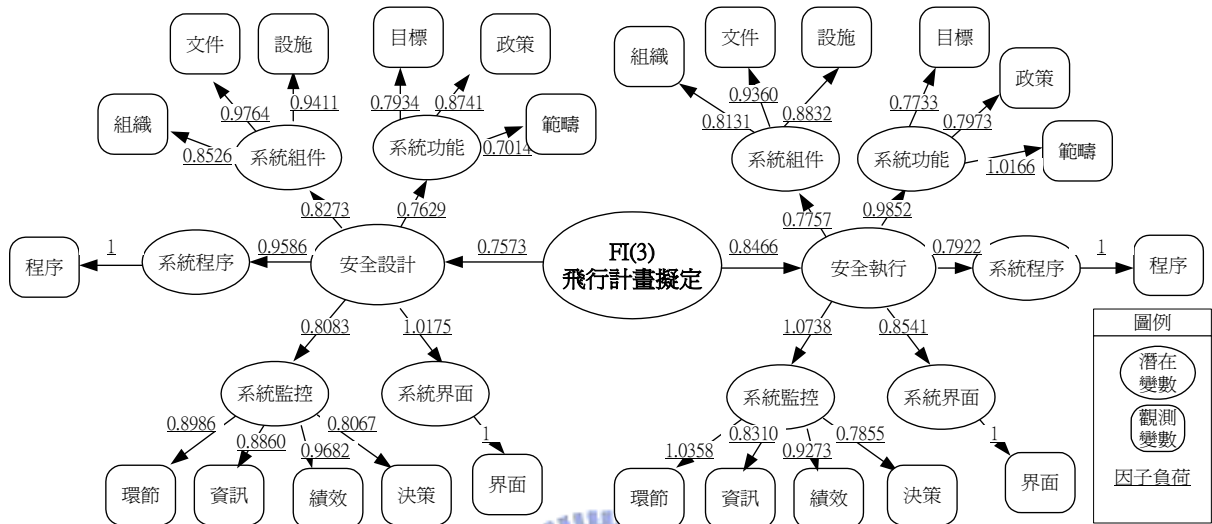 文件
設施
目標
政策
組織
0.9764
0.9411
0.7934
0.8741
0.8526
系統組件
系統功能
0.7014
範疇
0.8273
0.7629
程序
1
系統程序
0.9586
安全設計
0.7573
FI(3)
飛行計畫擬定
0.8083
1.0175
系統監控
系統界面
0.8986
0.8860
0.9682
0.8067
1
環節
資訊
績效
決策
界面
組織
文件
設施
目標
政策
0.8131
0.9360
0.8832
0.7733
0.7973
系統組件
系統功能
1.0166
範疇
0.7757
0.9852
0.8466
安全執行
0.7922
系統程序
1
程序
1.0738
0.8541
系統監控
系統界面
1.0358
0.8310
0.9273
0.7855
1
環節
資訊
績效
決策
界面
圖例
潛在
變數
觀測
變數
因子負荷